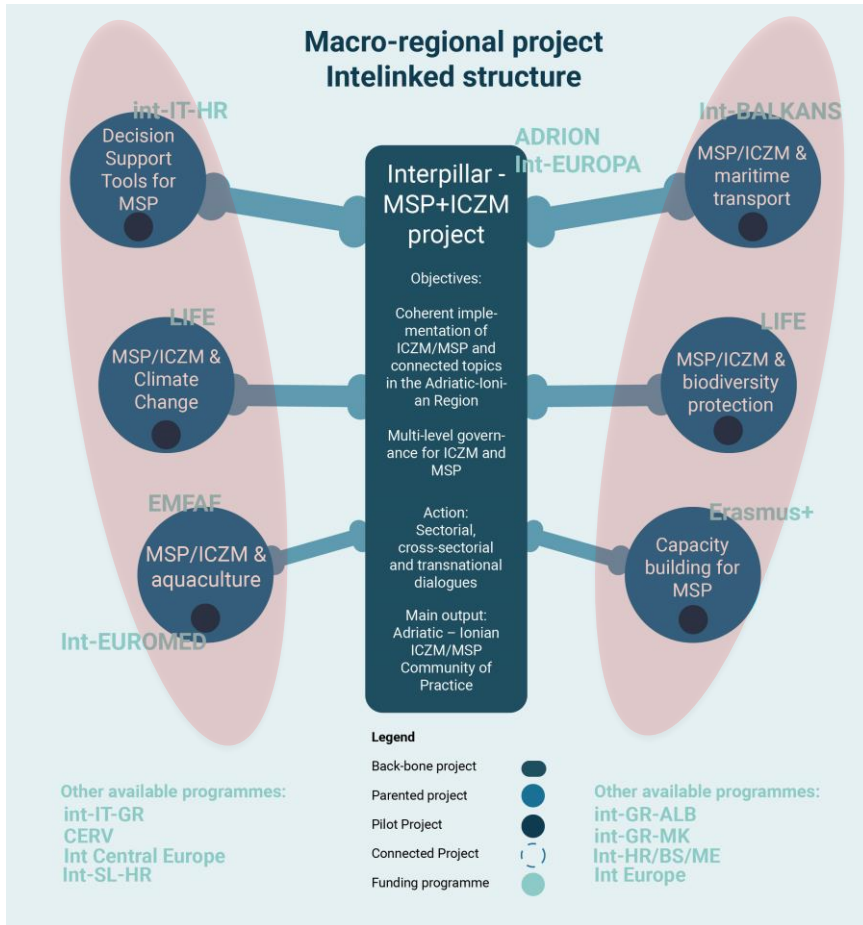 Macro-regional project
Intelinked structure
int-IT-HR
Decision
Support
Tools for
MSP
LIFE
MSP/ICZM &
Climate
Change
EMFAF
MSP/ICZM &
aquaculture
Int-EUROMED
ADRION
Int-EUROPA
Interpillar -
MSP+ICZM
project
Objectives:
Coherent imple-
mentation of
ICZM/MSP and
connected topics
in the Adriatic-Ioni-
an Region
Multi-level govern-
ance for ICZM and
MSP
Action:
Sectorial,
cross-sectorial
and transnational
dialogues
Main output:
Adriatic – Ionian
ICZM/MSP
Community of
Practice
Int-BALKANS
MSP/ICZM &
maritime
transport
LIFE
MSP/ICZM &
biodiversity
protection
Erasmus+
Capacity
building for
MSP
Legend
Back-bone project
Parented project
Pilot Project
Connected Project
Funding programme
Other available programmes:
int-IT-GR
CERV
Int Central Europe
Int-SL-HR
Other available programmes:
int-GR-ALB
int-GR-MK
Int-HR/BS/ME
Int Europe